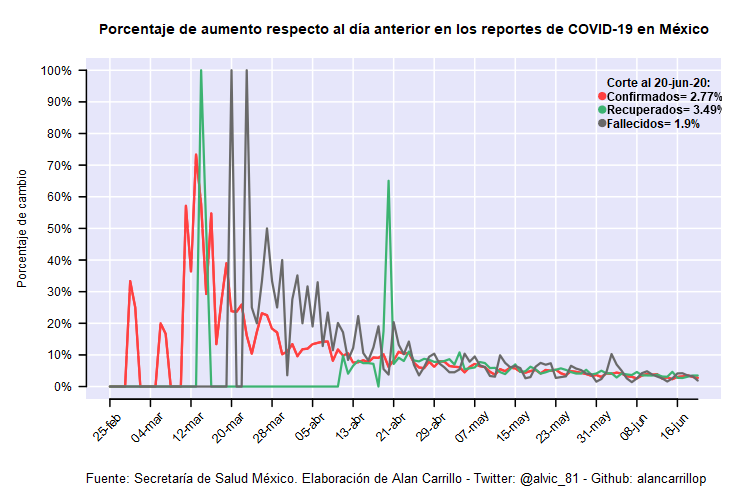 Porcentaje de aumento respecto al día anterior en los reportes de COVID-19 en México
Corte al 20-jun-20:
Confirmados= 2.77%
Recuperados= 3.49%
Fallecidos= 1.9%
Porcentaje de cambio
100%
90%
80%
70%
60%
50%
40%
30%
20%
10%
0%
25-feb
04-mar
12-mar
20-mar
28-mar
05-abr
13-abr
21-abr
29-abr
07-may
15-may
23-may
31-may
08-jun
16-jun
Fuente: Secretaría de Salud México. Elaboración de Alan Carrillo - Twitter: @alvic_81 - Github: alancarrillop